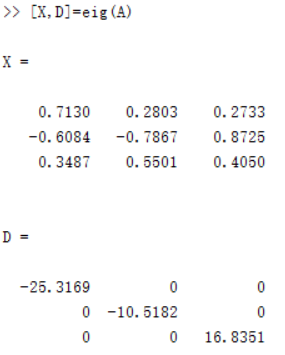 >> [X,D]=eig(A)
X =
0.7130 0.2803 0.2733
-0.6084 -0.7867 0.8725
0.3487 0.5501 0.4050
D =
-25.3169 0 0
0 -10.5182 0
0 0 16.8351